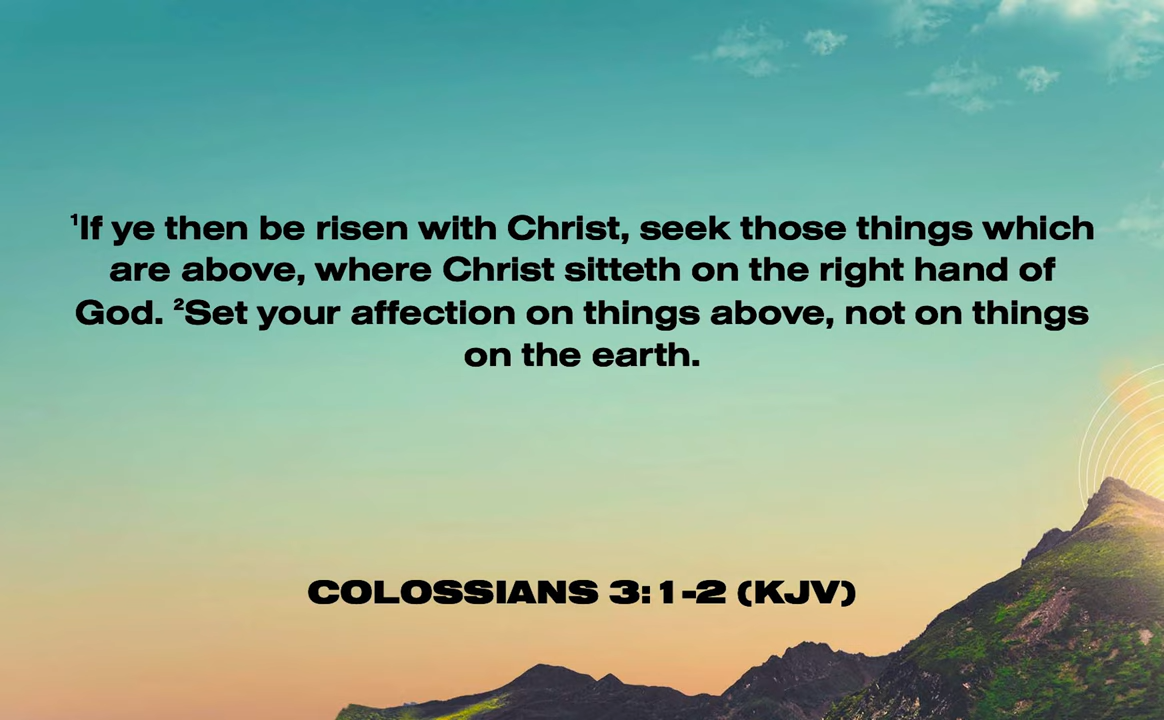 ¹If ye then be risen with Christ, seek those things which
are above, where Christ sitteth on the right hand of
God. ²Set your affection on things above, not on things
on the earth.
COLOSSIANS 3:1-2 (KJV)